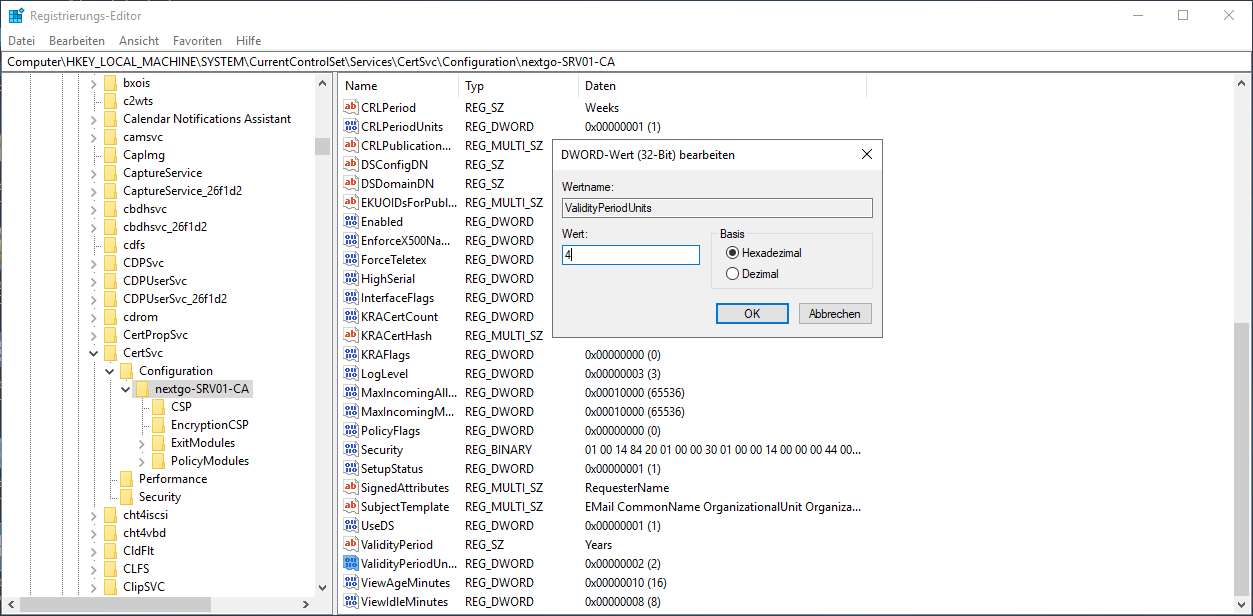 Registrierungs-Editor
Datei Bearbeiten Ansicht Favoriten Hilfe
Computer\HKEY_LOCAL_MACHINE\SYSTEM\CurrentControlSet\Services\CertSvc\Configuration\nextgo-SRV01-CA
bxois
c2wts
Calendar Notifications Assistant
camsvc
CapImg
CaptureService
CaptureService_26f1d2
cbdhsvc
cbdhsvc_26f1d2
cdfs
CDPSvc
CDPUserSvc
CDPUserSvc_26f1d2
cdrom
CertPropSvc
CertSvc
Configuration
nextgo-SRV01-CA
CSP
EncryptionCSP
ExitModules
PolicyModules
Performance
Security
cht4iscsi
cht4vbd
CldFlt
CLFS
ClipSVC
Name Typ Daten
CRLPeriod REG_SZ Weeks
CRLPeriodUnits REG_DWORD 0x00000001 (1)
CRLPublication... REG_MULTI_SZ
DSConfigDN REG_SZ
DSDomainDN REG_SZ
EKUOIDsForPubl... REG_MULTI_SZ
Enabled REG_DWORD
EnforceX500Na... REG_DWORD
ForceTeletex REG_DWORD
HighSerial REG_DWORD
InterfaceFlags REG_DWORD
KRACertCount REG_DWORD
KRACertHash REG_MULTI_SZ
KRAFlags REG_DWORD 0x00000000 (0)
LogLevel REG_DWORD 0x00000003 (3)
MaxIncomingAll... REG_DWORD 0x00010000 (65536)
MaxIncomingM... REG_DWORD 0x00010000 (65536)
PolicyFlags REG_DWORD 0x00000000 (0)
Security REG_BINARY 01 00 14 84 20 01 00 00 30 01 00 00 14 00 00 00 44 00...
SetupStatus REG_DWORD 0x00000001 (1)
SignedAttributes REG_MULTI_SZ RequesterName
SubjectTemplate REG_MULTI_SZ EMail CommonName OrganizationalUnit Organiza...
UseDS REG_DWORD 0x00000001 (1)
ValidityPeriod REG_SZ Years
ValidityPeriodUn... REG_DWORD 0x00000002 (2)
ViewAgeMinutes REG_DWORD 0x00000010 (16)
ViewIdleMinutes REG_DWORD 0x00000008 (8)
DWORD-Wert (32-Bit) bearbeiten
Wertname:
ValidityPeriodUnits
Wert:
4
Basis
Hexadezimal
Dezimal
OK Abbrechen